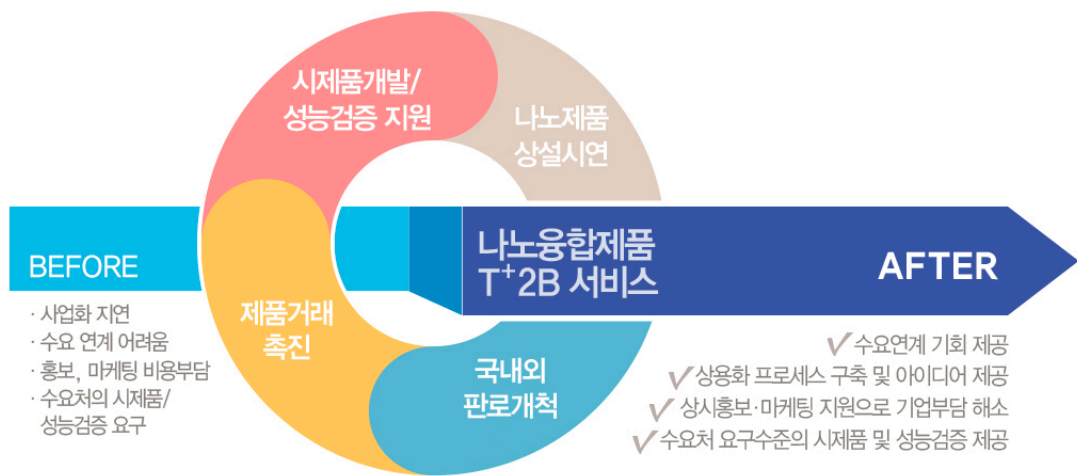 시제품개발/
성능검증 지원
나노제품
상설시연
BEFORE
나노융합제품
T+2B 서비스
AFTER
· 사업화 지연
· 수요 연계 어려움
· 홍보, 마케팅 비용부담
· 수요처의 시제품/
성능검증 요구
제품거래
촉진
국내외
판로개척
✓ 수요연계 기회 제공
✓ 상용화 프로세스 구축 및 아이디어 제공
✓ 상시홍보·마케팅 지원으로 기업부담 해소
✓ 수요처 요구수준의 시제품 및 성능검증 제공